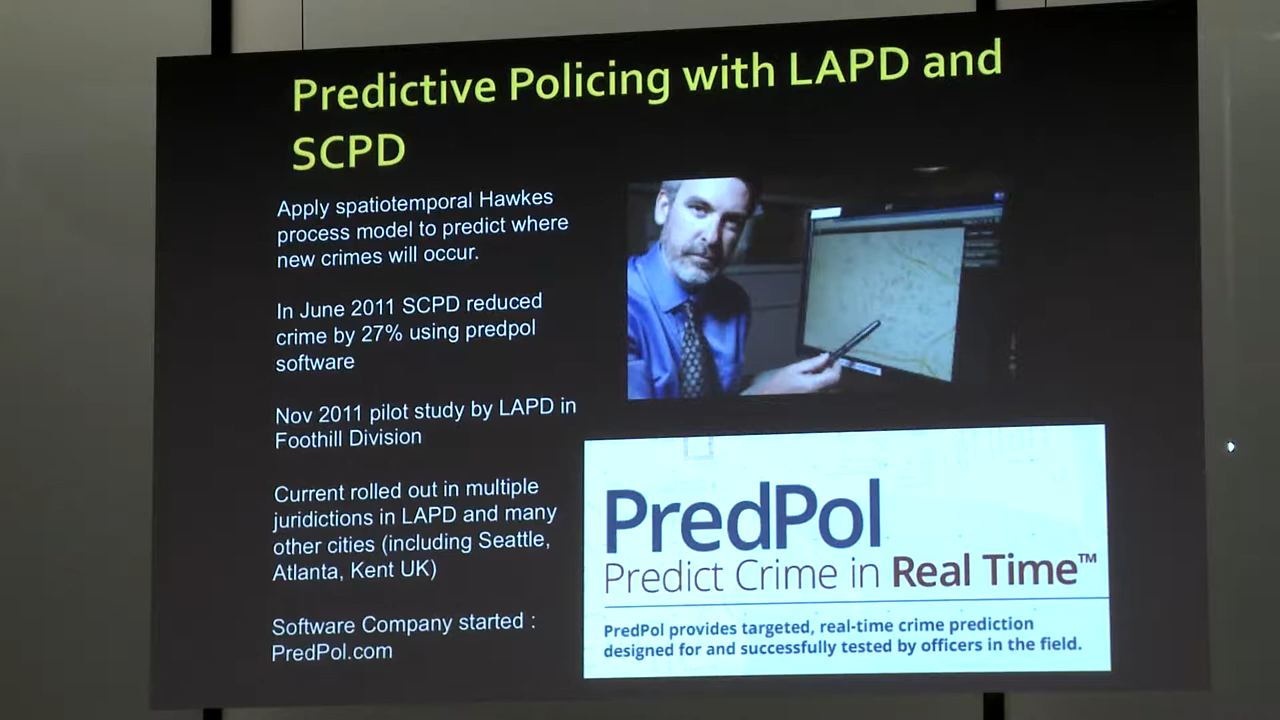 Predictive Policing with LAPD and
SCPD
Apply spatiotemporal Hawkes
process model to predict where
new crimes will occur.
In June 2011 SCPD reduced
crime by 27% using predpol
software
Nov 2011 pilot study by LAPD in
Foothill Division
Current rolled out in multiple
juridictions in LAPD and many
other cities (including Seattle,
Atlanta, Kent UK)
Software Company started :
PredPol.com
PredPol
Predict Crime in Real Time™
PredPol provides targeted, real-time crime prediction
designed for and successfully tested by officers in the field.